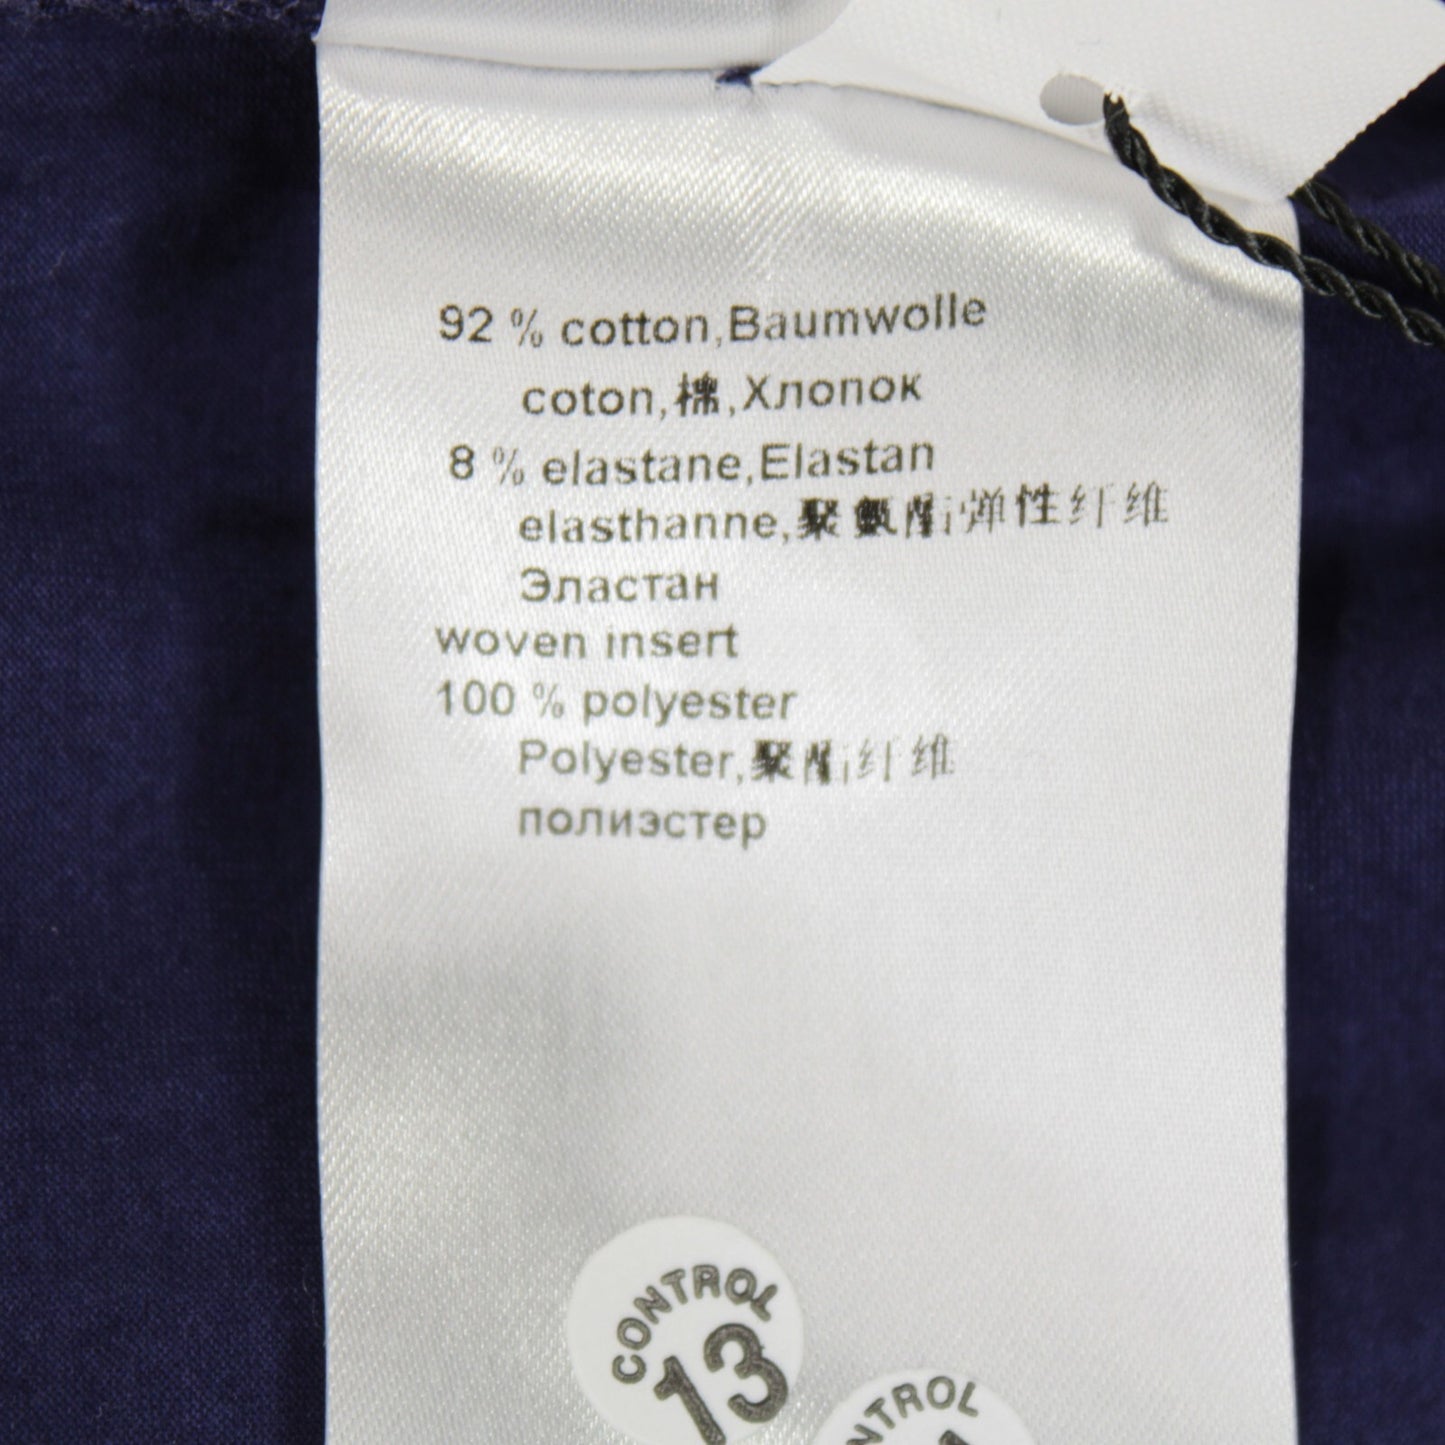 92 % cotton,Baumwolle
coton,棉,Хлопок
8 % elastane,Elastan
elasthanne,聚氨酯弹性纤维
Эластан
woven insert
100 % polyester
Polyester,聚酯纤维
полиэстер
CONTROL
13